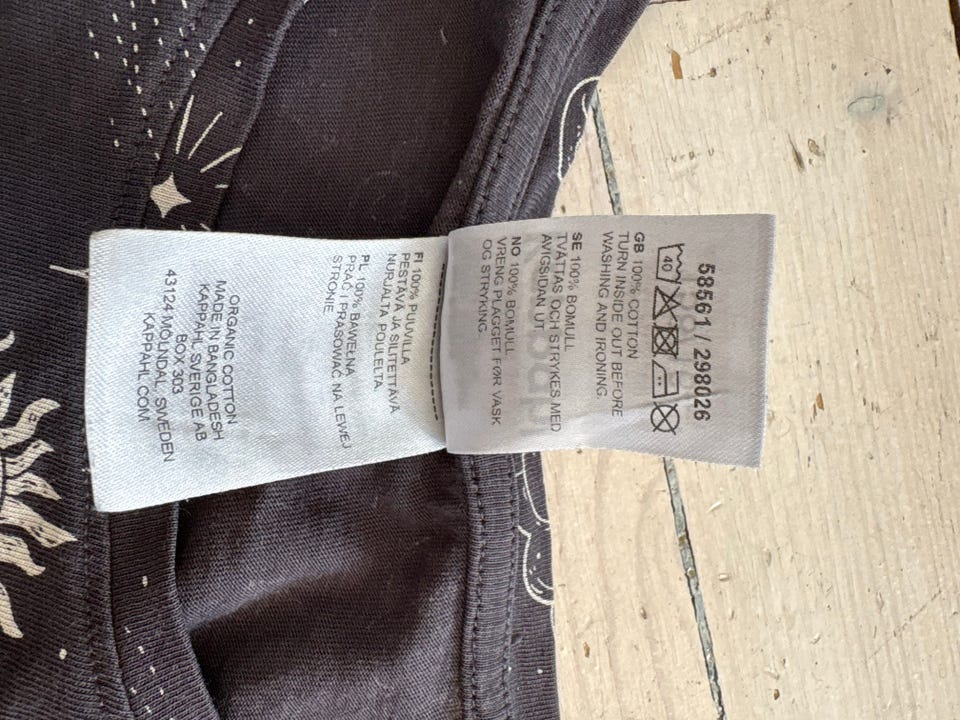 58561 / 298026
40
GB 100% COTTON
TURN INSIDE OUT BEFORE
WASHING AND IRONING.
SE 100% BOMULL
TVÄTTAS OCH STRYKES MED
AVIGSIDAN UT
NO 100% BOMULL
VRENG PLAGGET FØR VASK
OG STRYKING.
FI 100% PUUVILLA
PESTÄVÄ JA SILITETTÄVÄ
NURJALTA PUOLELTA.
PL 100% BAWEŁNA
PRAĆ I PRASOWAĆ NA LEWEJ
STRONIE.
ORGANIC COTTON
MADE IN BANGLADESH
KAPPAHL SVERIGE AB
BOX 303
43124 MÖLNDAL, SWEDEN
KAPPAHL.COM